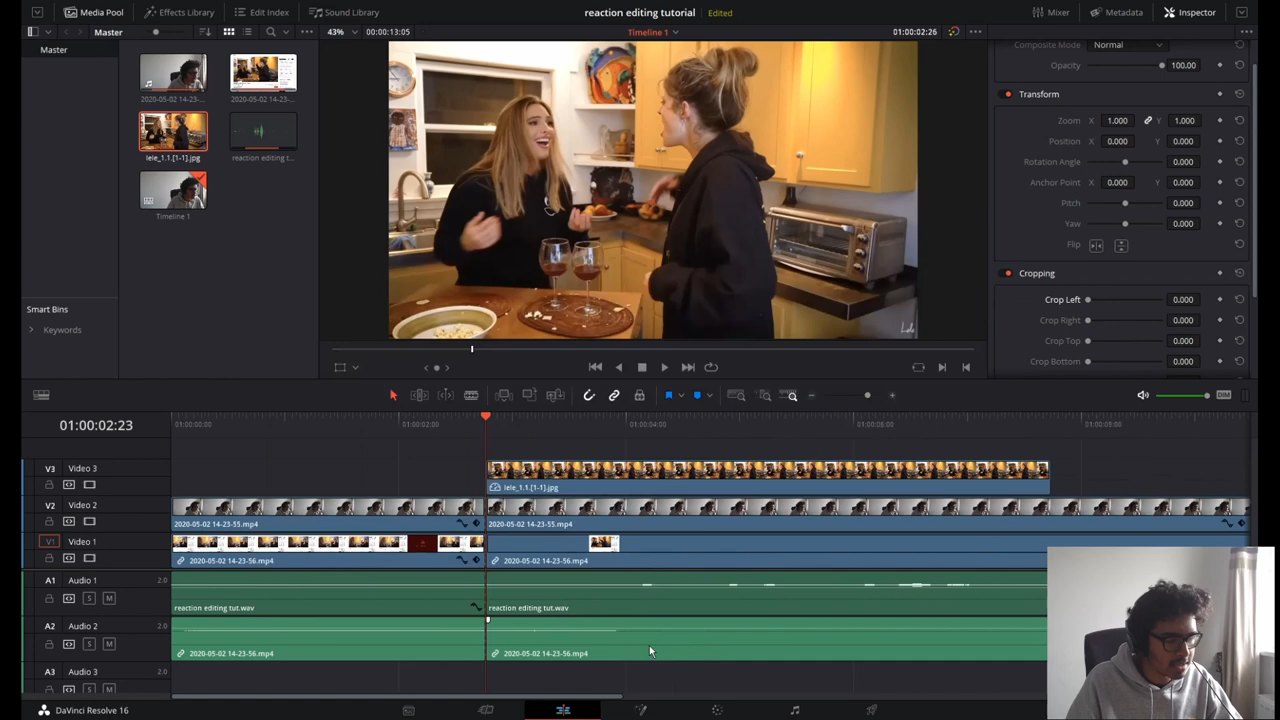 Media Pool
Effects Library
Edit Index
Sound Library
reaction editing tutorial
Edited
Mixer
Metadata
Inspector
Master
43%
00:00:13:05
Timeline 1
01:00:02:26
Composite Mode
Normal
Opacity
100.00
Master
2020-05-02 14-23-...
2020-05-02 14-23-...
lele_1.1.[1-1].jpg
reaction editing t...
Timeline 1
Transform
Zoom X 1.000 Y 1.000
Position X 0.000 Y 0.000
Rotation Angle 0.000
Anchor Point X 0.000 Y 0.000
Pitch 0.000
Yaw 0.000
Flip
Cropping
Crop Left 0.000
Crop Right 0.000
Crop Top 0.000
Crop Bottom 0.000
Smart Bins
Keywords
Lele
DIM
01:00:02:23
01:00:00:00
01:00:02:00
01:00:04:00
V3 Video 3
lele_1.1.[1-1].jpg
V2 Video 2
2020-05-02 14-23-55.mp4
2020-05-02 14-23-55.mp4
V1 Video 1
2020-05-02 14-23-56.mp4
2020-05-02 14-23-56.mp4
A1 Audio 1 2.0
S M
reaction editing tut.wav
reaction editing tut.wav
A2 Audio 2 2.0
S M
2020-05-02 14-23-56.mp4
2020-05-02 14-23-56.mp4
A3 Audio 3 2.0
S M
DaVinci Resolve 16